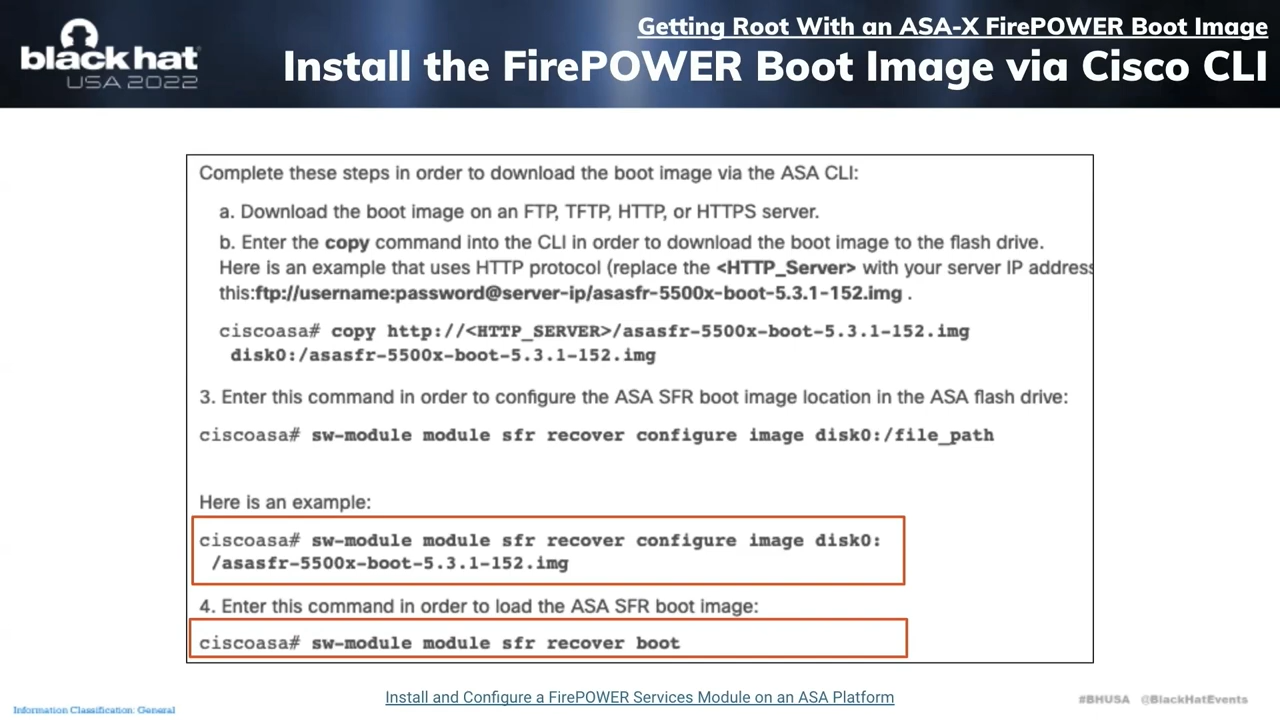 black hat
USA 2022
Getting Root With an ASA-X FirePOWER Boot Image
Install the FirePOWER Boot Image via Cisco CLI
Complete these steps in order to download the boot image via the ASA CLI:
a. Download the boot image on an FTP, TFTP, HTTP, or HTTPS server.
b. Enter the copy command into the CLI in order to download the boot image to the flash drive.
Here is an example that uses HTTP protocol (replace the <HTTP_Server> with your server IP address
this:ftp://username:password@server-ip/asasfr-5500x-boot-5.3.1-152.img .
ciscoasa# copy http://<HTTP_SERVER>/asasfr-5500x-boot-5.3.1-152.img
disk0:/asasfr-5500x-boot-5.3.1-152.img
3. Enter this command in order to configure the ASA SFR boot image location in the ASA flash drive:
ciscoasa# sw-module module sfr recover configure image disk0:/file_path
Here is an example:
ciscoasa# sw-module module sfr recover configure image disk0:
/asasfr-5500x-boot-5.3.1-152.img
4. Enter this command in order to load the ASA SFR boot image:
ciscoasa# sw-module module sfr recover boot
Install and Configure a FirePOWER Services Module on an ASA Platform
Information Classification: General
#BHUSA @BlackHatEvents